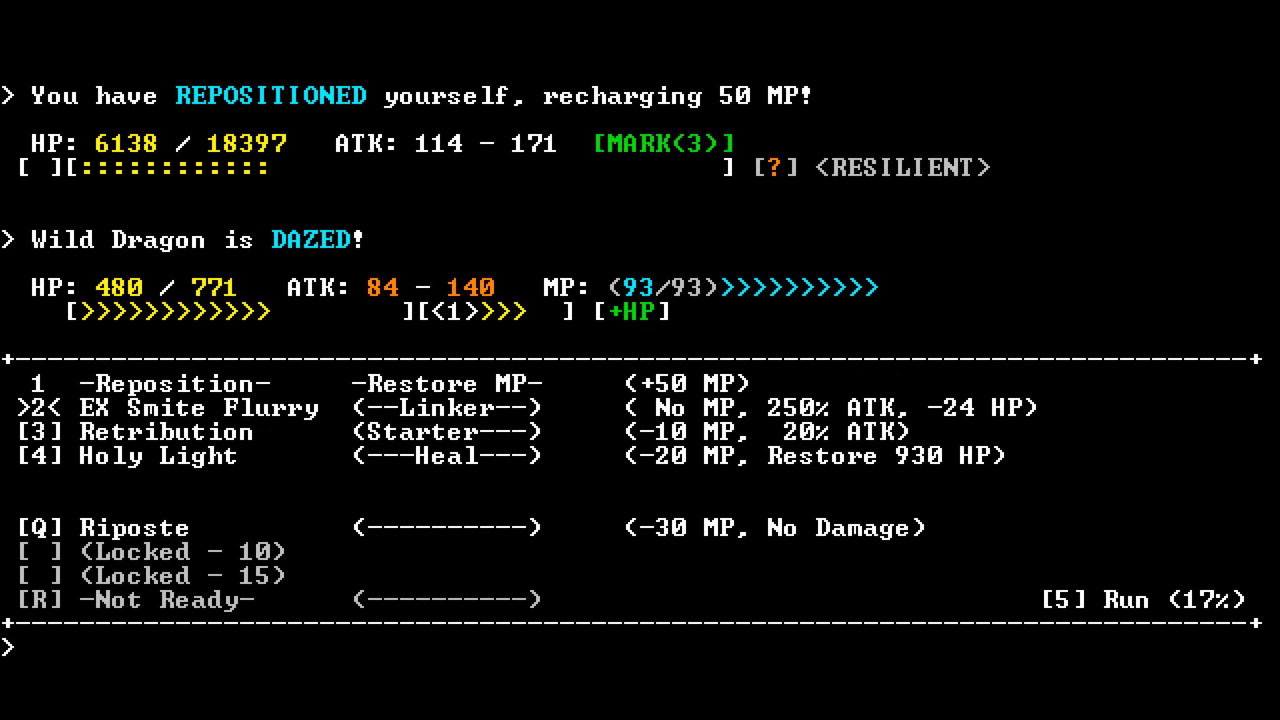 > You have REPOSITIONED yourself, recharging 50 MP!
HP: 6138 / 18397 ATK: 114 - 171 [MARK(3)]
[ ][:::::::::::: ] [?] <RESILIENT>
> Wild Dragon is DAZED!
HP: 480 / 771 ATK: 84 - 140 MP: (93/93)>>>>>>>>>>
[>>>>>>>>>>>> ][<1>>>> ] [+HP]
+-----------------------------------------------------------------------------+
1 -Reposition- -Restore MP- (+50 MP)
>2< EX Smite Flurry (--Linker--) ( No MP, 250% ATK, -24 HP)
[3] Retribution (Starter---) (-10 MP, 20% ATK)
[4] Holy Light (---Heal---) (-20 MP, Restore 930 HP)
[Q] Riposte (----------) (-30 MP, No Damage)
[ ] (Locked - 10)
[ ] (Locked - 15)
[R] -Not Ready- (----------) [5] Run (17%)
+-----------------------------------------------------------------------------+
>